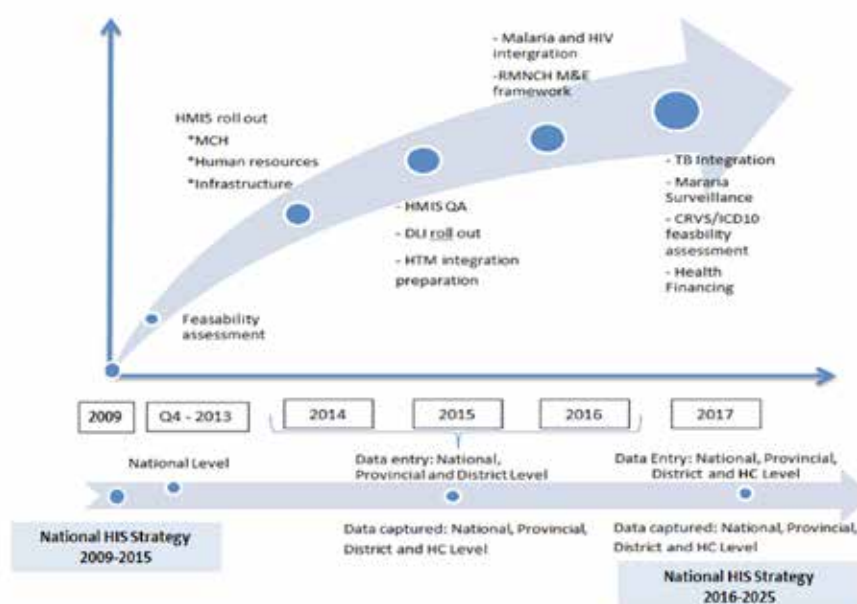 - Malaria and HIV
intergration
-RMNCH M&E
framework
HMIS roll out
*MCH
*Human resources
*Infrastructure
- HMIS QA
- DLI roll out
- HTM integration
preparation
- TB Integration
- Mararia
Surveillance
- CRVS/ICD10
feasbility
assessment
- Health
Financing
Feasability
assessment
2009
Q4 - 2013
2014
2015
2016
2017
National Level
Data entry: National,
Provincial and District Level
Data Entry: National, Provincial,
District and HC Level
National HIS Strategy
2009-2015
Data captured: National, Provincial,
District and HC Level
Data captured: National, Provincial,
District and HC Level
National HIS Strategy
2016-2025